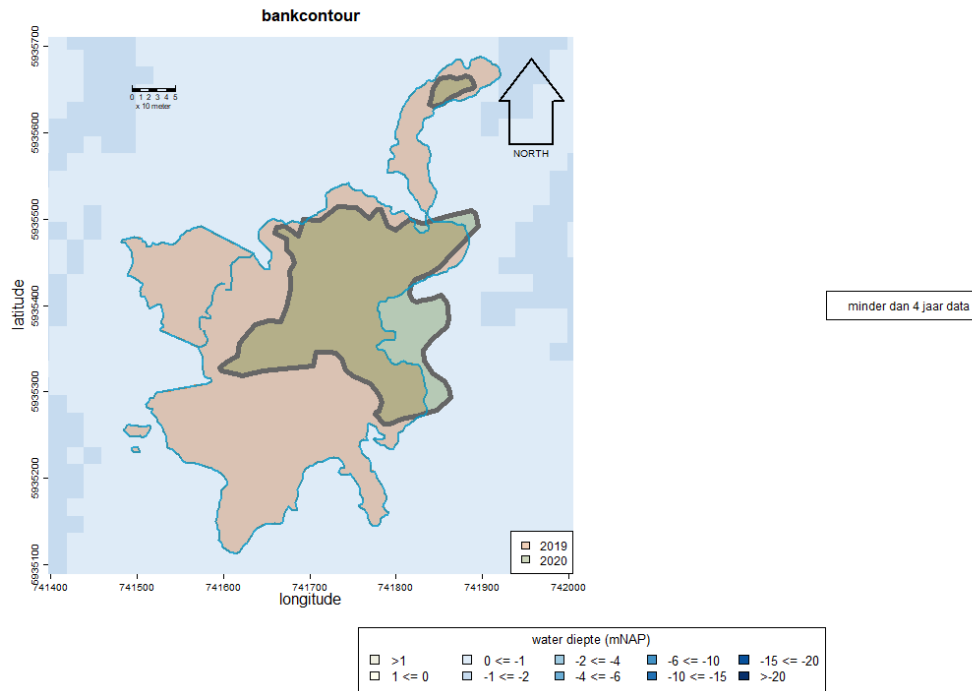 bankcontour
5935700
5935600
5935500
5935400
5935300
5935200
5935100
latitude
0 1 2 3 4 5
x 10 meter
NORTH
minder dan 4 jaar data
2019
2020
741400 741500 741600 741700 741800 741900 742000
longitude
water diepte (mNAP)
>1 0 <= -1 -2 <= -4 -6 <= -10 -15 <= -20
1 <= 0 -1 <= -2 -4 <= -6 -10 <= -15 >-20